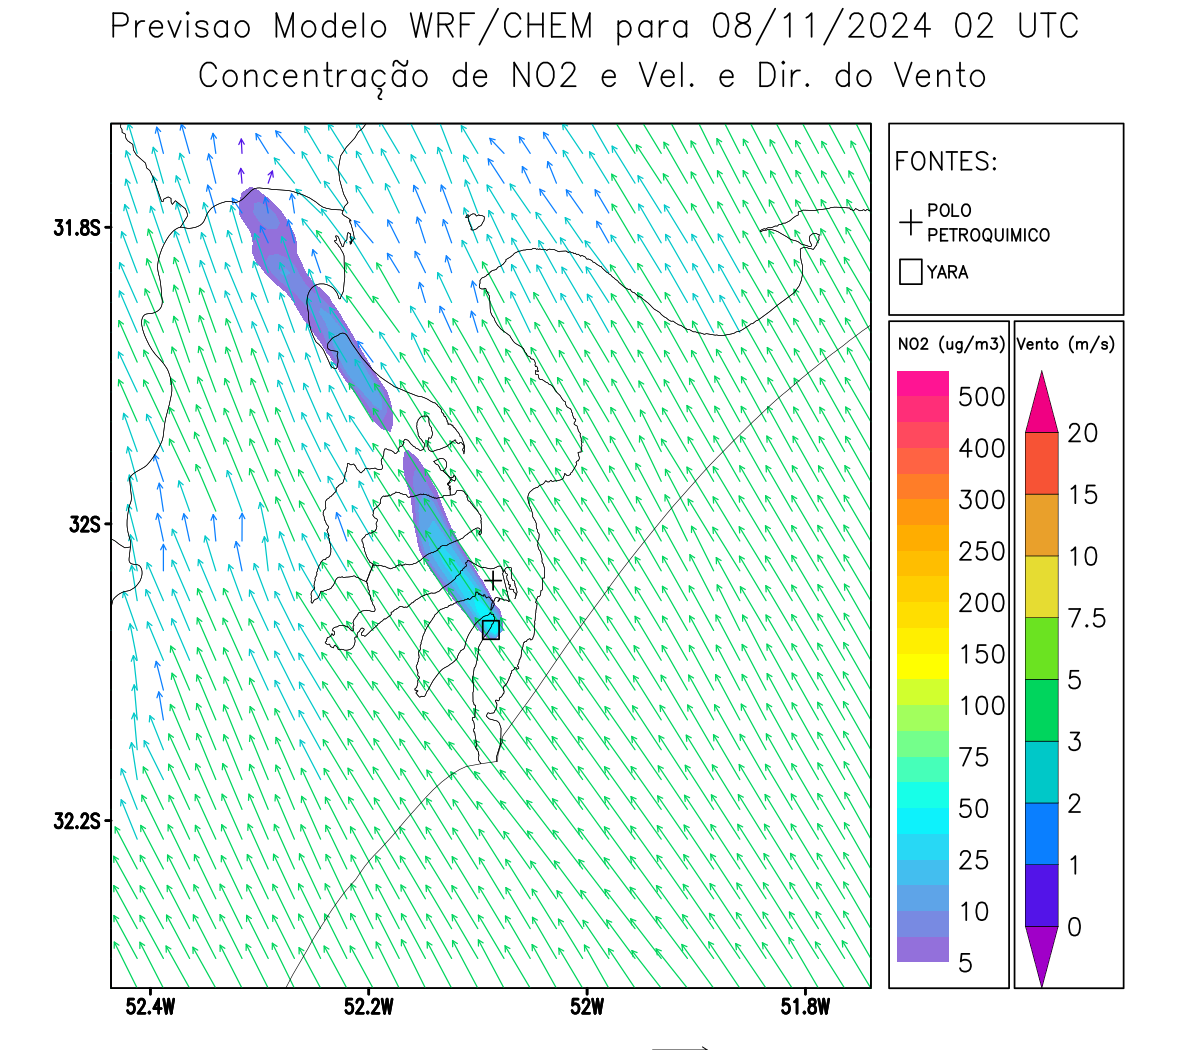 Previsao Modelo WRF/CHEM para 08/11/2024 02 UTC
Concentração de NO2 e Vel. e Dir. do Vento
FONTES:
POLO
PETROQUIMICO
YARA
31.8S
32S
32.2S
52.4W
52.2W
52W
51.8W
NO2 (ug/m3)
500
400
300
250
200
150
100
75
50
25
10
5
Vento (m/s)
20
15
10
7.5
5
3
2
1
0